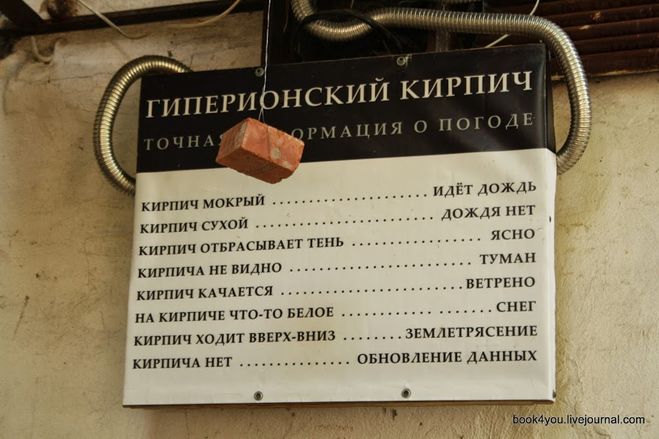 ГИПЕРИОНСКИЙ КИРПИЧ
ТОЧНАЯ ОРМАЦИЯ О ПОГОДЕ
КИРПИЧ МОКРЫЙ .................... ИДЁТ ДОЖДЬ
КИРПИЧ СУХОЙ ........................ ДОЖДЯ НЕТ
КИРПИЧ ОТБРАСЫВАЕТ ТЕНЬ .................. ЯСНО
КИРПИЧА НЕ ВИДНО ....................... ТУМАН
КИРПИЧ КАЧАЕТСЯ ....................... ВЕТРЕНО
НА КИРПИЧЕ ЧТО-ТО БЕЛОЕ ................ СНЕГ
КИРПИЧ ХОДИТ ВВЕРХ-ВНИЗ ........ ЗЕМЛЕТРЯСЕНИЕ
КИРПИЧА НЕТ .............. ОБНОВЛЕНИЕ ДАННЫХ
book4you.livejournal.com